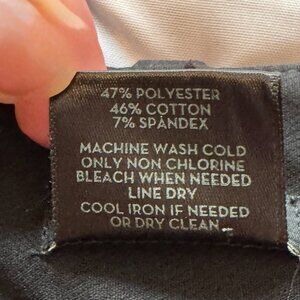 47% POLYESTER
46% COTTON
7% SPANDEX
MACHINE WASH COLD
ONLY NON CHLORINE
BLEACH WHEN NEEDED
LINE DRY
COOL IRON IF NEEDED
OR DRY CLEAN